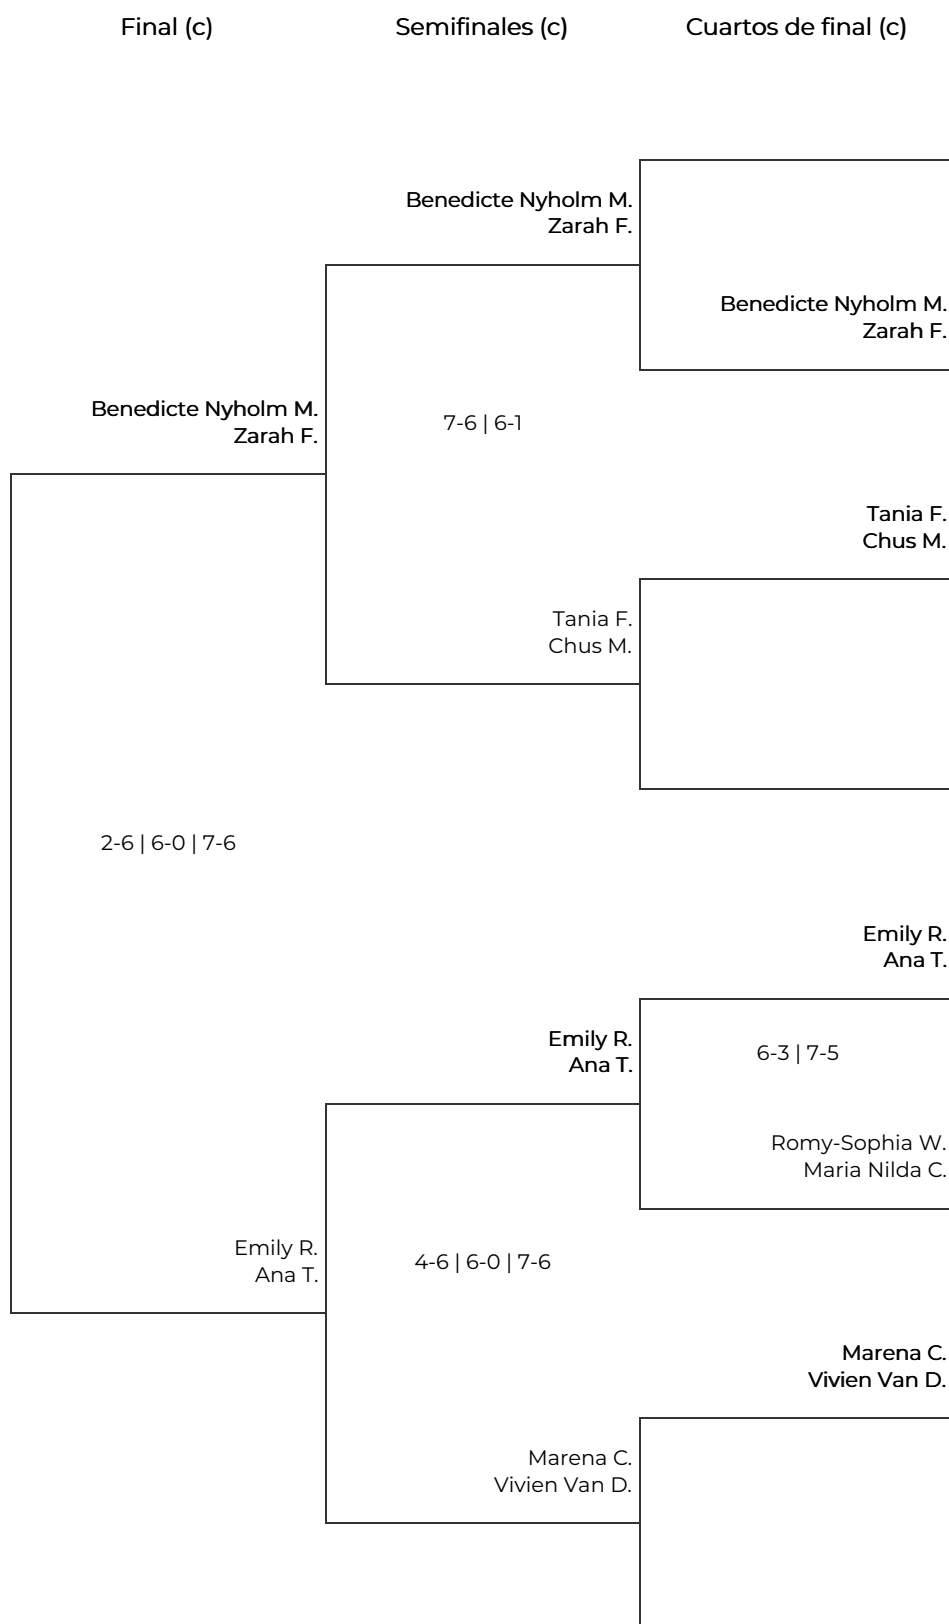 Final (c)
Semifinales (c)
Cuartos de final (c)
Benedicte Nyholm M.
Zarah F.
Benedicte Nyholm M.
Zarah F.
Benedicte Nyholm M.
Zarah F.
7-6 | 6-1
Tania F.
Chus M.
Tania F.
Chus M.
2-6 | 6-0 | 7-6
Emily R.
Ana T.
Emily R.
Ana T.
6-3 | 7-5
Romy-Sophia W.
Maria Nilda C.
Emily R.
Ana T.
4-6 | 6-0 | 7-6
Marena C.
Vivien Van D.
Marena C.
Vivien Van D.